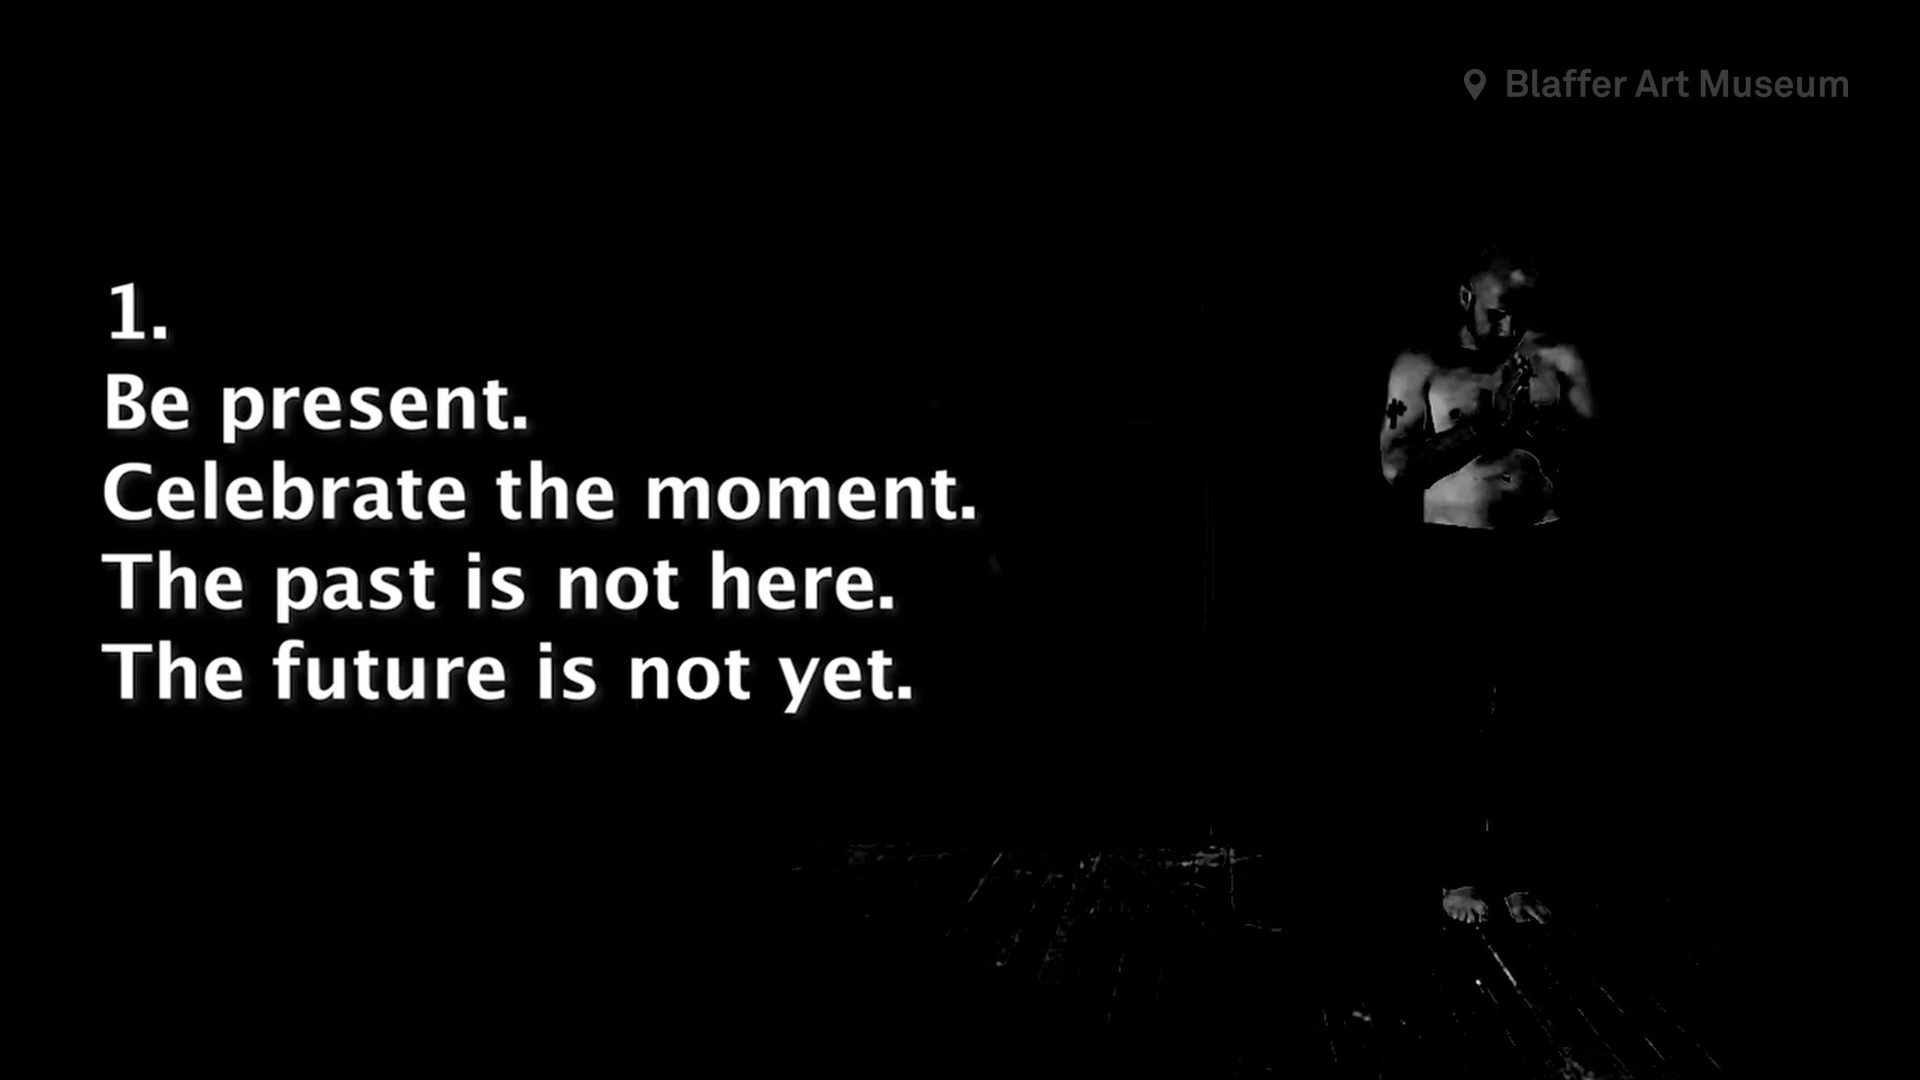 Blaffer Art Museum
1.
Be present.
Celebrate the moment.
The past is not here.
The future is not yet.